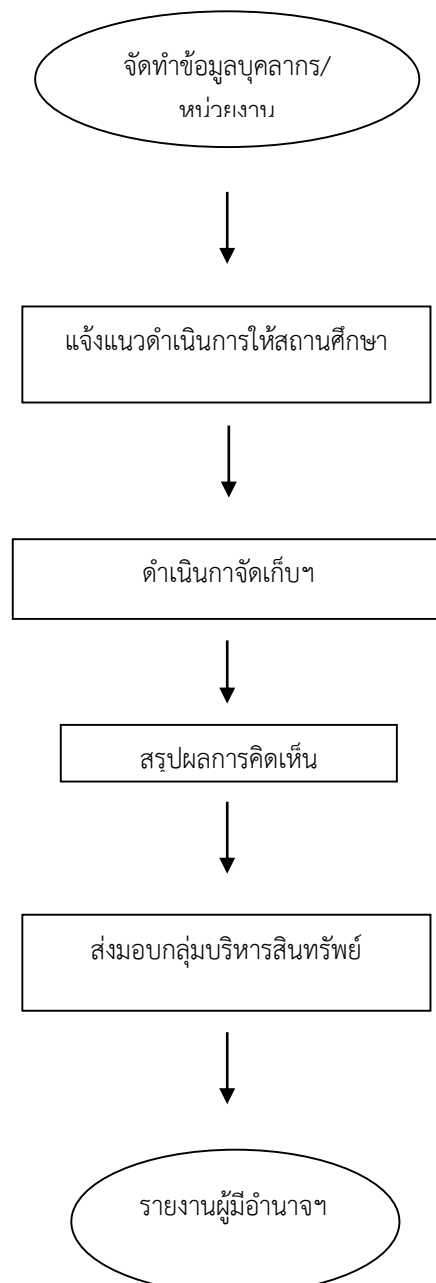 จัดทำข้อมูลบุคลากร/
หน่วยงาน
แจ้งแนวดำเนินการให้สถานศึกษา
ดำเนินกาจัดเก็บฯ
สรุปผลการคิดเห็น
ส่งมอบกลุ่มบริหารสินทรัพย์
รายงานผู้มีอำนาจฯ